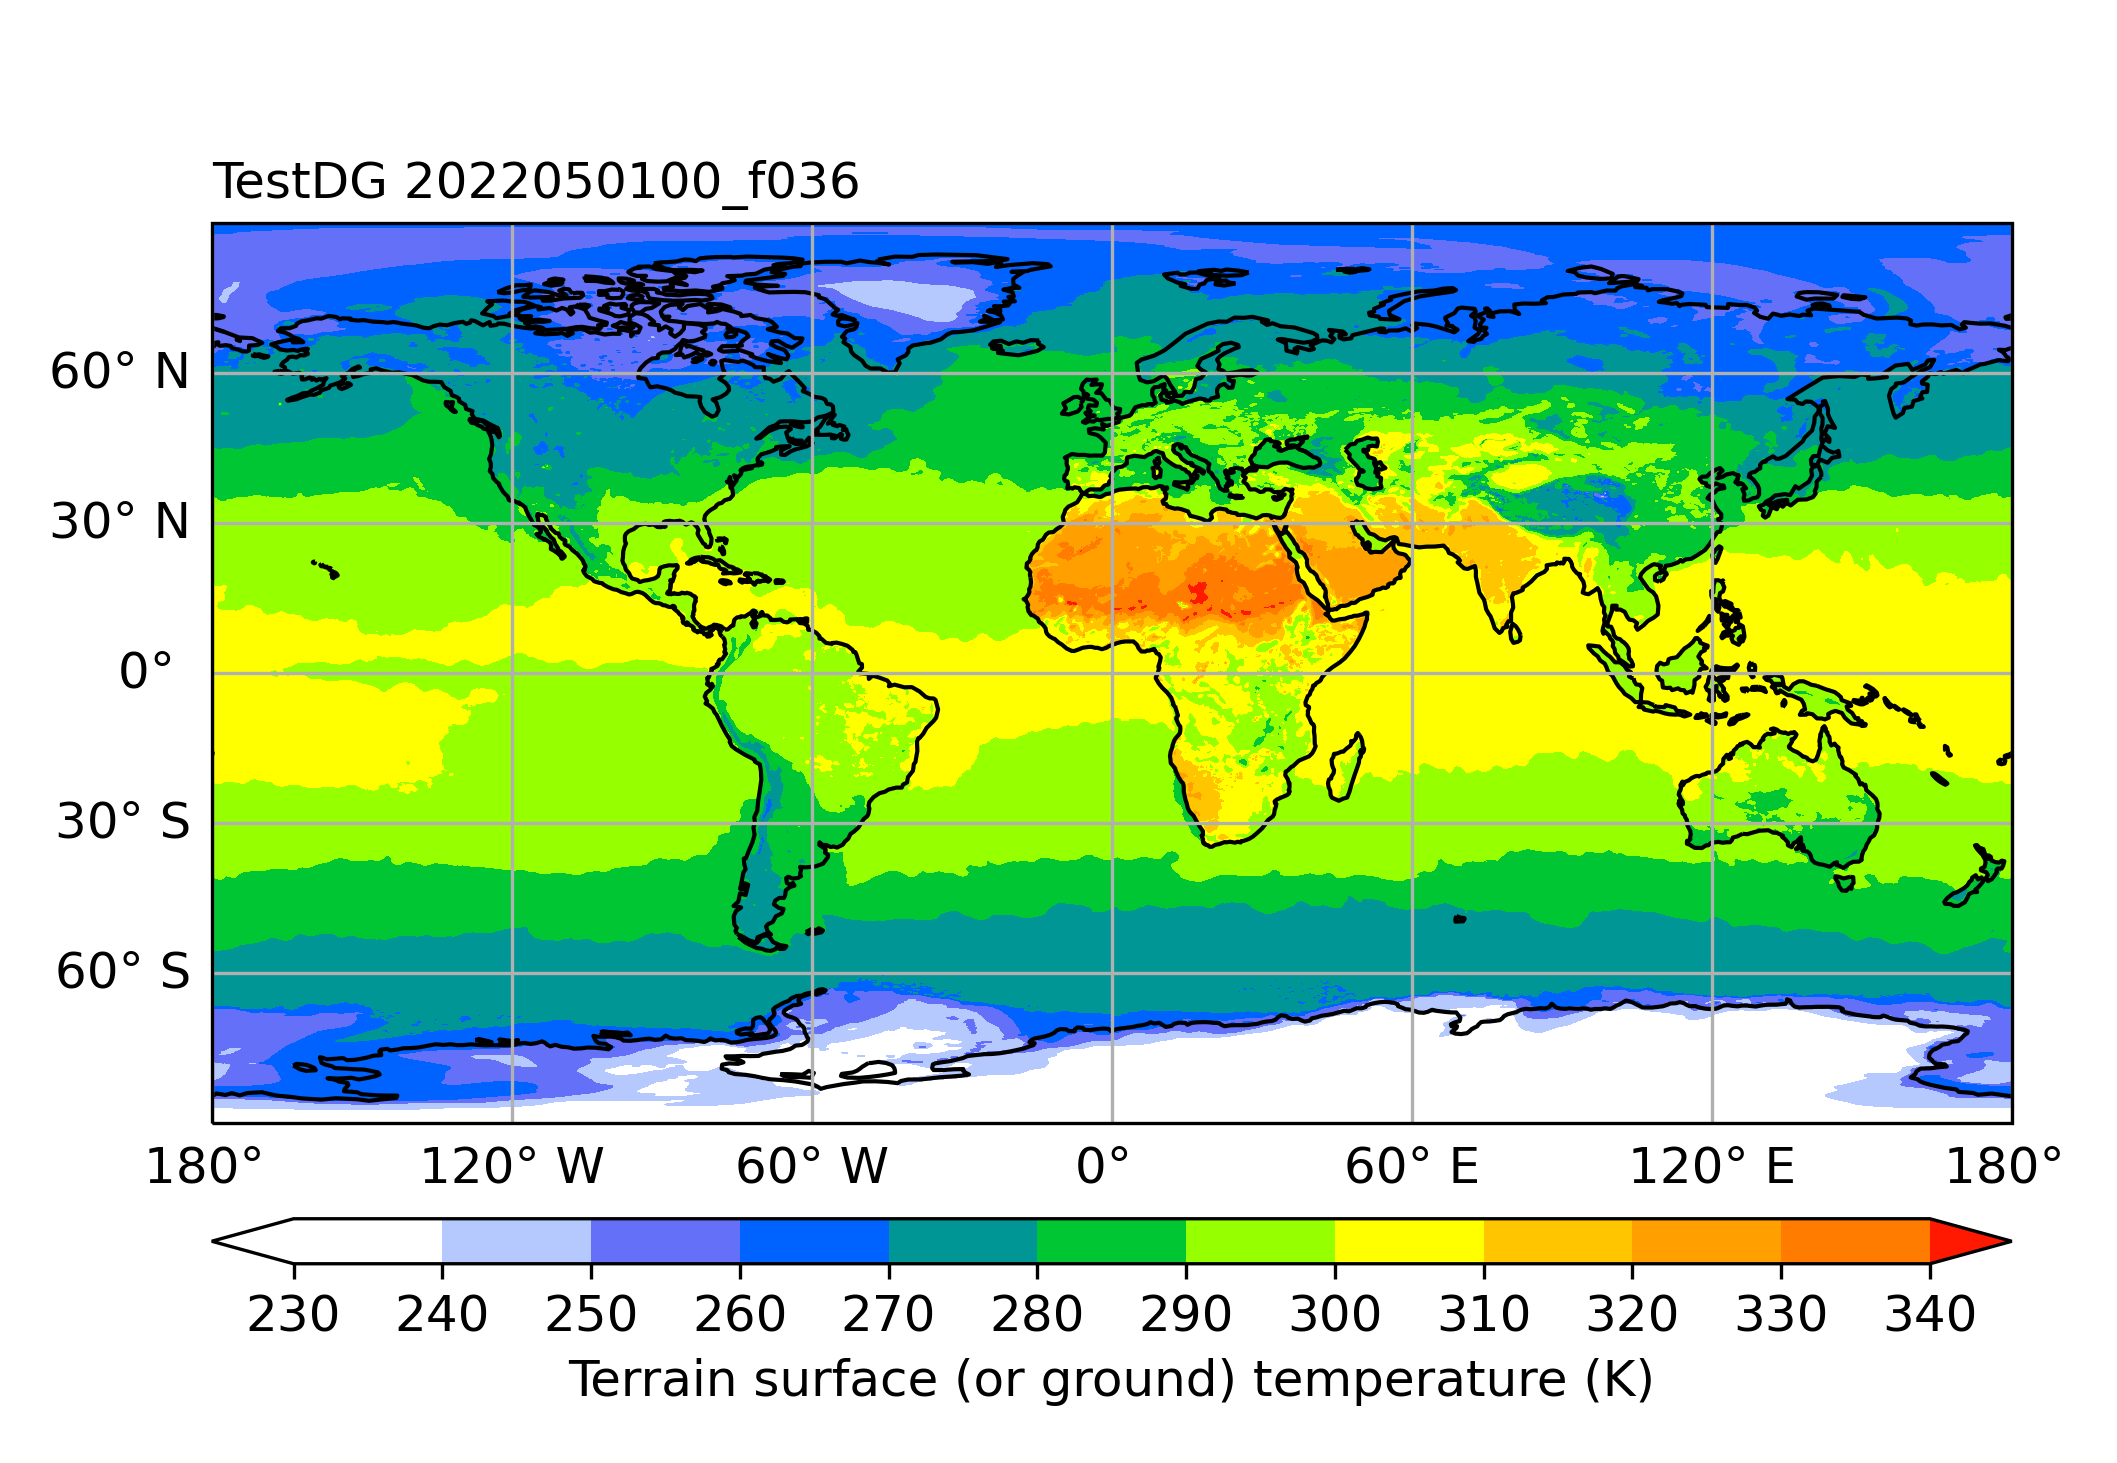 TestDG 2022050100_f036
60° N
30° N
0°
30° S
60° S
180° 120° W 60° W 0° 60° E 120° E 180°
230 240 250 260 270 280 290 300 310 320 330 340
Terrain surface (or ground) temperature (K)